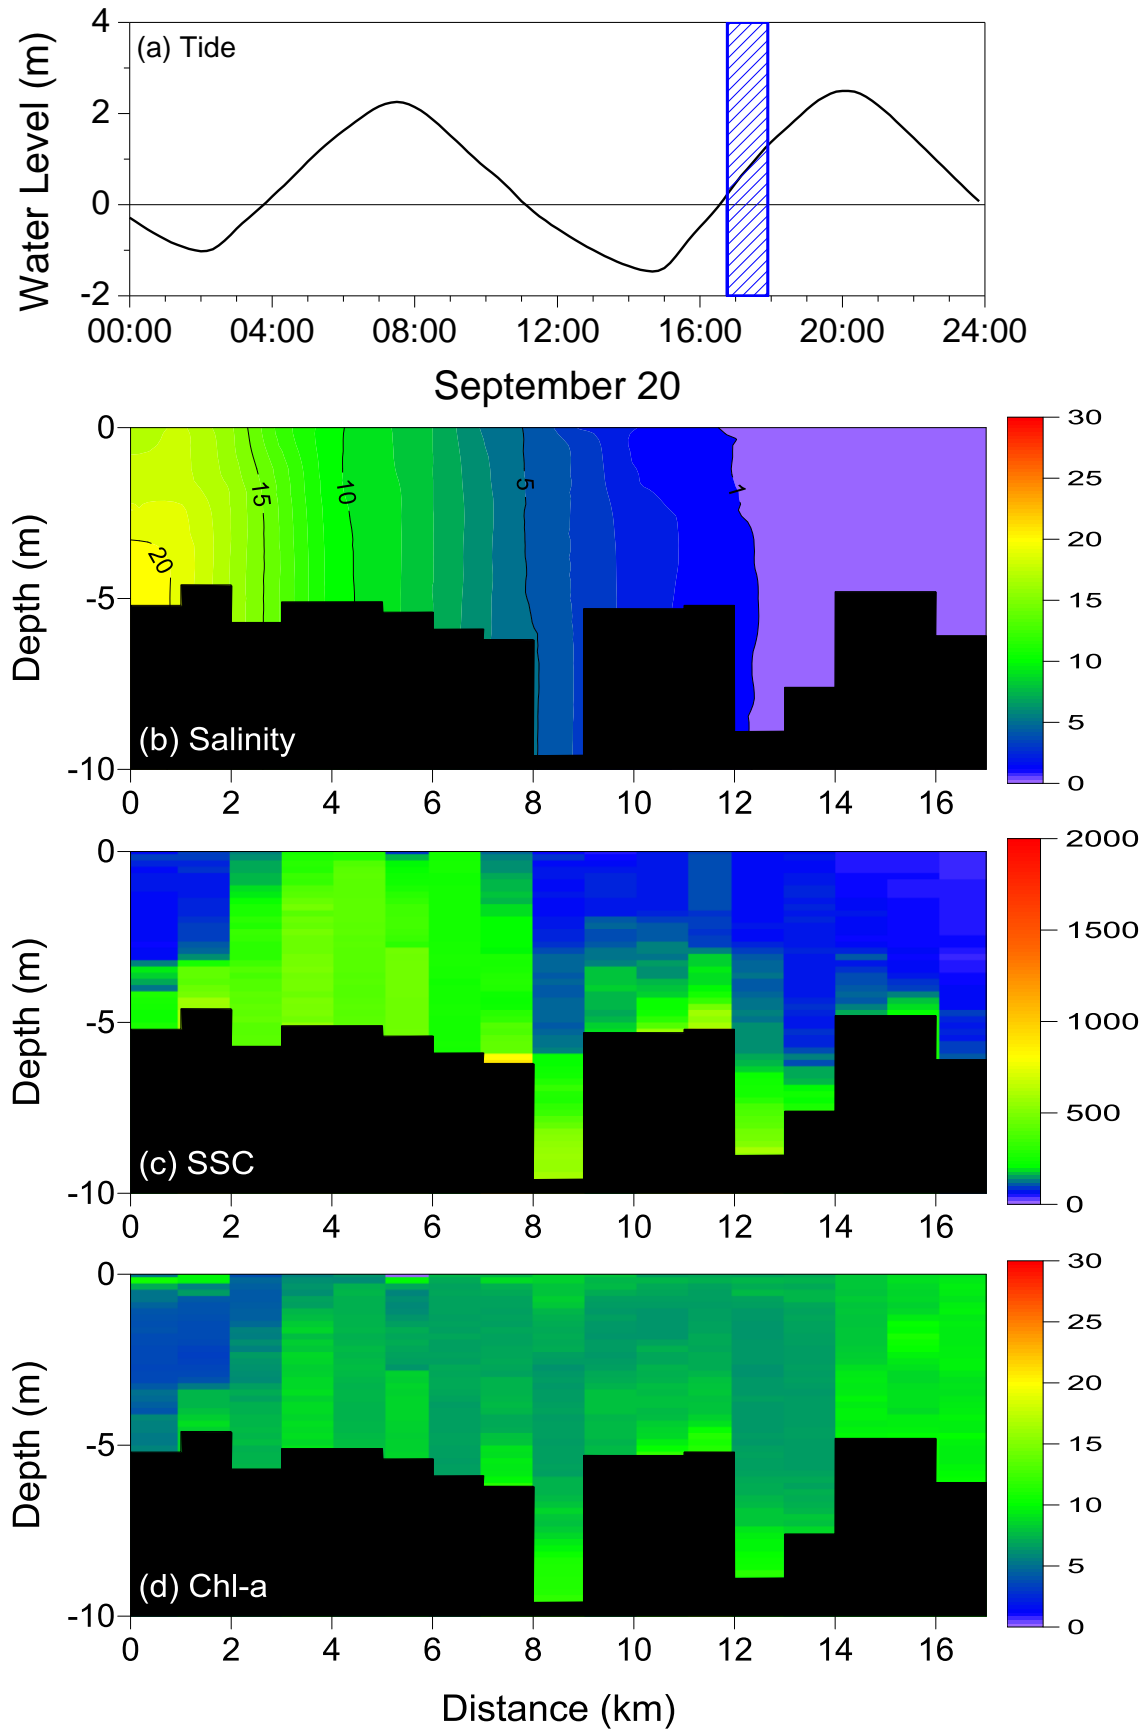 4
(a) Tide
2
0
-2
Water Level (m)
00:00 04:00 08:00 12:00 16:00 20:00 24:00
September 20
0
-5
-10
Depth (m)
20 15 10 5 1
(b) Salinity
0 2 4 6 8 10 12 14 16
30
25
20
15
10
5
0
0
-5
-10
Depth (m)
(c) SSC
0 2 4 6 8 10 12 14 16
2000
1500
1000
500
0
0
-5
-10
Depth (m)
(d) Chl-a
0 2 4 6 8 10 12 14 16
30
25
20
15
10
5
0
Distance (km)